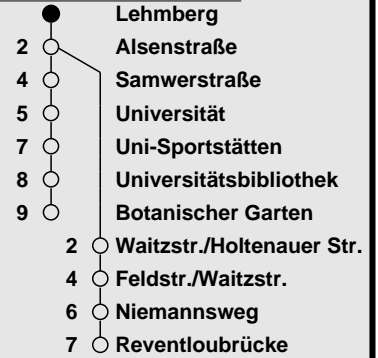 Lehmberg
2 Alsenstraße
4 Samwerstraße
5 Universität
7 Uni-Sportstätten
8 Universitätsbibliothek
9 Botanischer Garten
2 Waitzstr./Holtenauer Str.
4 Feldstr./Waitzstr.
6 Niemannsweg
7 Reventloubrücke